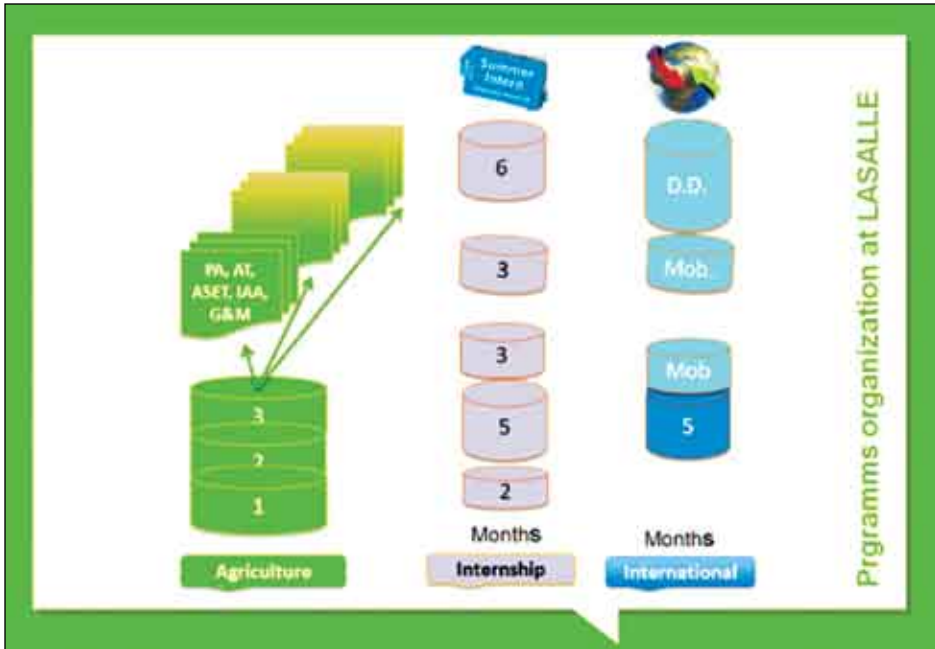 Summer
Intern
6
D.D.
3
Mob.
PA, AT,
ASET, IAA,
G&M
3
Mob
5
5
3
2
1
2
Months
Months
Agriculture
Internship
International
Prgramms organization at LASALLE